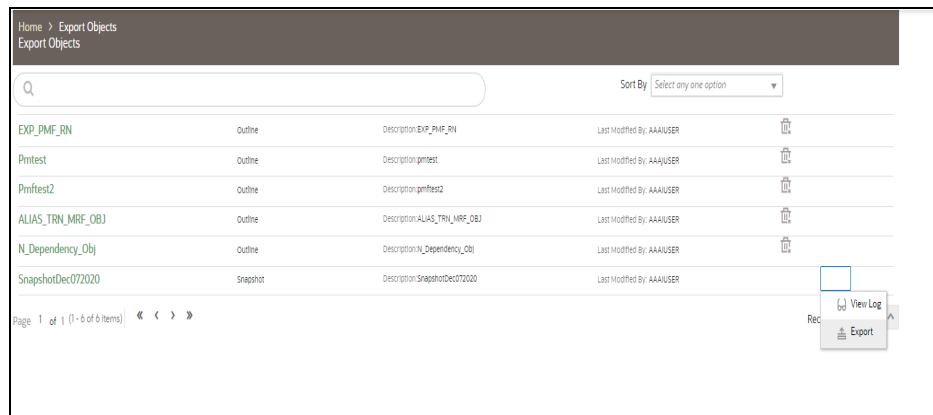 Home > Export Objects
Export Objects
Sort By Select any one option
EXP_PMF_RN Outline Description:EXP_PMF_RN Last Modified By: AAAIUSER
Pmtest Outline Description:pmtest Last Modified By: AAAJUSER
Pmftest2 Outline Description:pmftest2 Last Modified By: AAAIUSER
ALIAS_TRN_MRF_OBJ Outline Description:ALIAS_TRN_MRF_OBJ Last Modified By: AAAIUSER
N_Dependency_Obj Outline Description:N_Dependency_Obj Last Modified By: AAAIUSER
SnapshotDec072020 Snapshot Description:SnapshotDec072020 Last Modified By: AAAIUSER
View Log
Page 1 of 1 (1 - 6 of 6 Items) « < > » Rec
Export